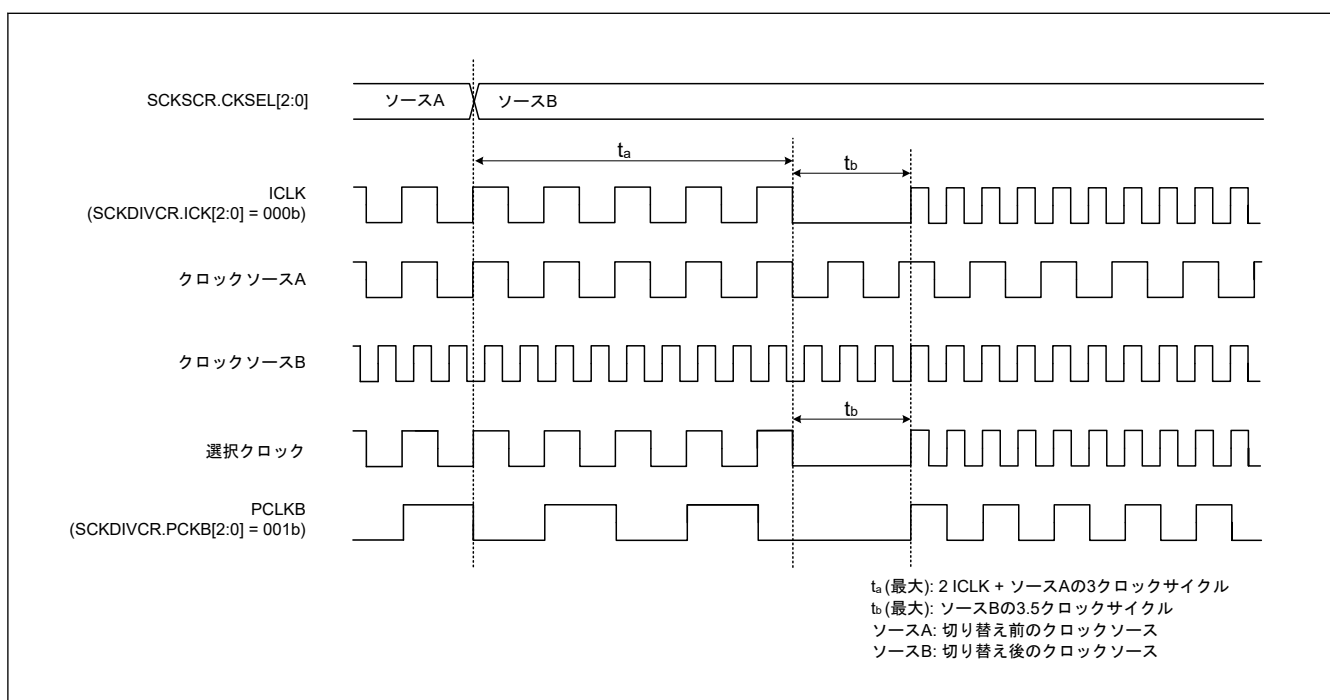 SCKSCR.CKSEL[2:0]
ソースA
ソースB
ta
tb
ICLK
(SCKDIVCR.ICK[2:0] = 000b)
クロックソースA
クロックソースB
tb
選択クロック
PCLKB
(SCKDIVCR.PCKB[2:0] = 001b)
ta (最大): 2 ICLK + ソースAの3クロックサイクル
tb (最大): ソースBの3.5クロックサイクル
ソースA: 切り替え前のクロックソース
ソースB: 切り替え後のクロックソース